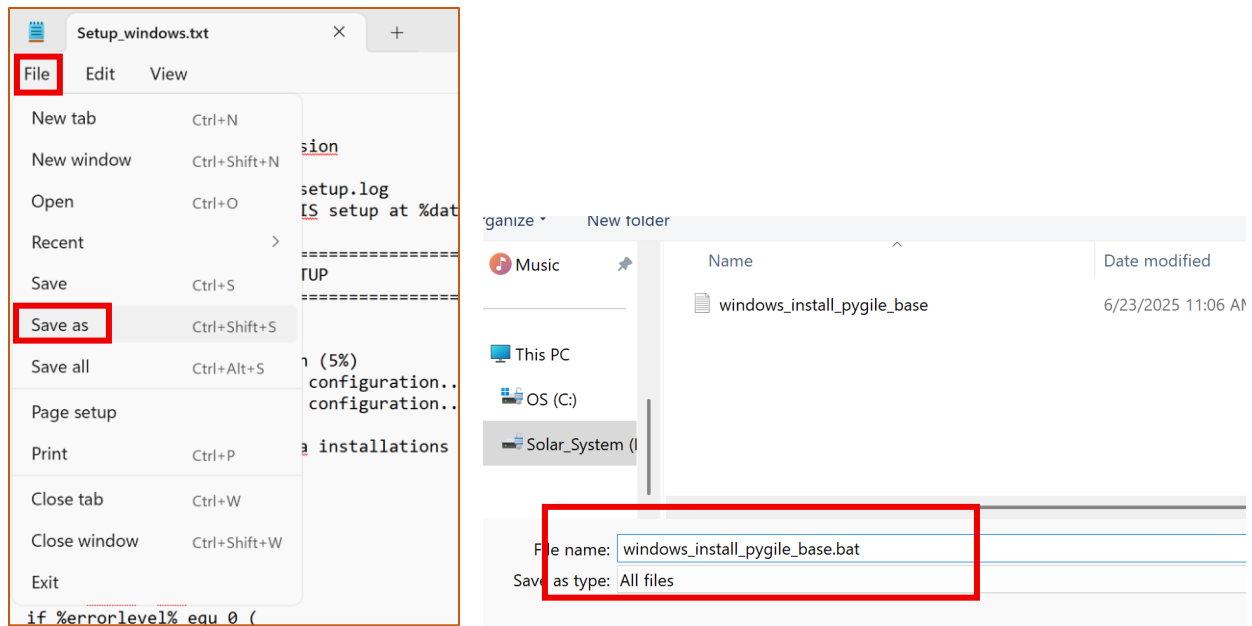 Setup_windows.txt
File Edit View
New tab Ctrl+N
New window Ctrl+Shift+N
Open Ctrl+O
Recent
Save Ctrl+S
Save as Ctrl+Shift+S
Save all Ctrl+Alt+S
Page setup
Print Ctrl+P
Close tab Ctrl+W
Close window Ctrl+Shift+W
Exit
sion
setup.log
IS setup at %dat
==================
TUP
==================
(5%)
configuration..
configuration..
a installations
if %errorlevel% equ 0 (
rganize New folder
Music
This PC
OS (C:)
Solar_System (
Name Date modified
windows_install_pygile_base 6/23/2025 11:06 AM
File name: windows_install_pygile_base.bat
Save as type: All files